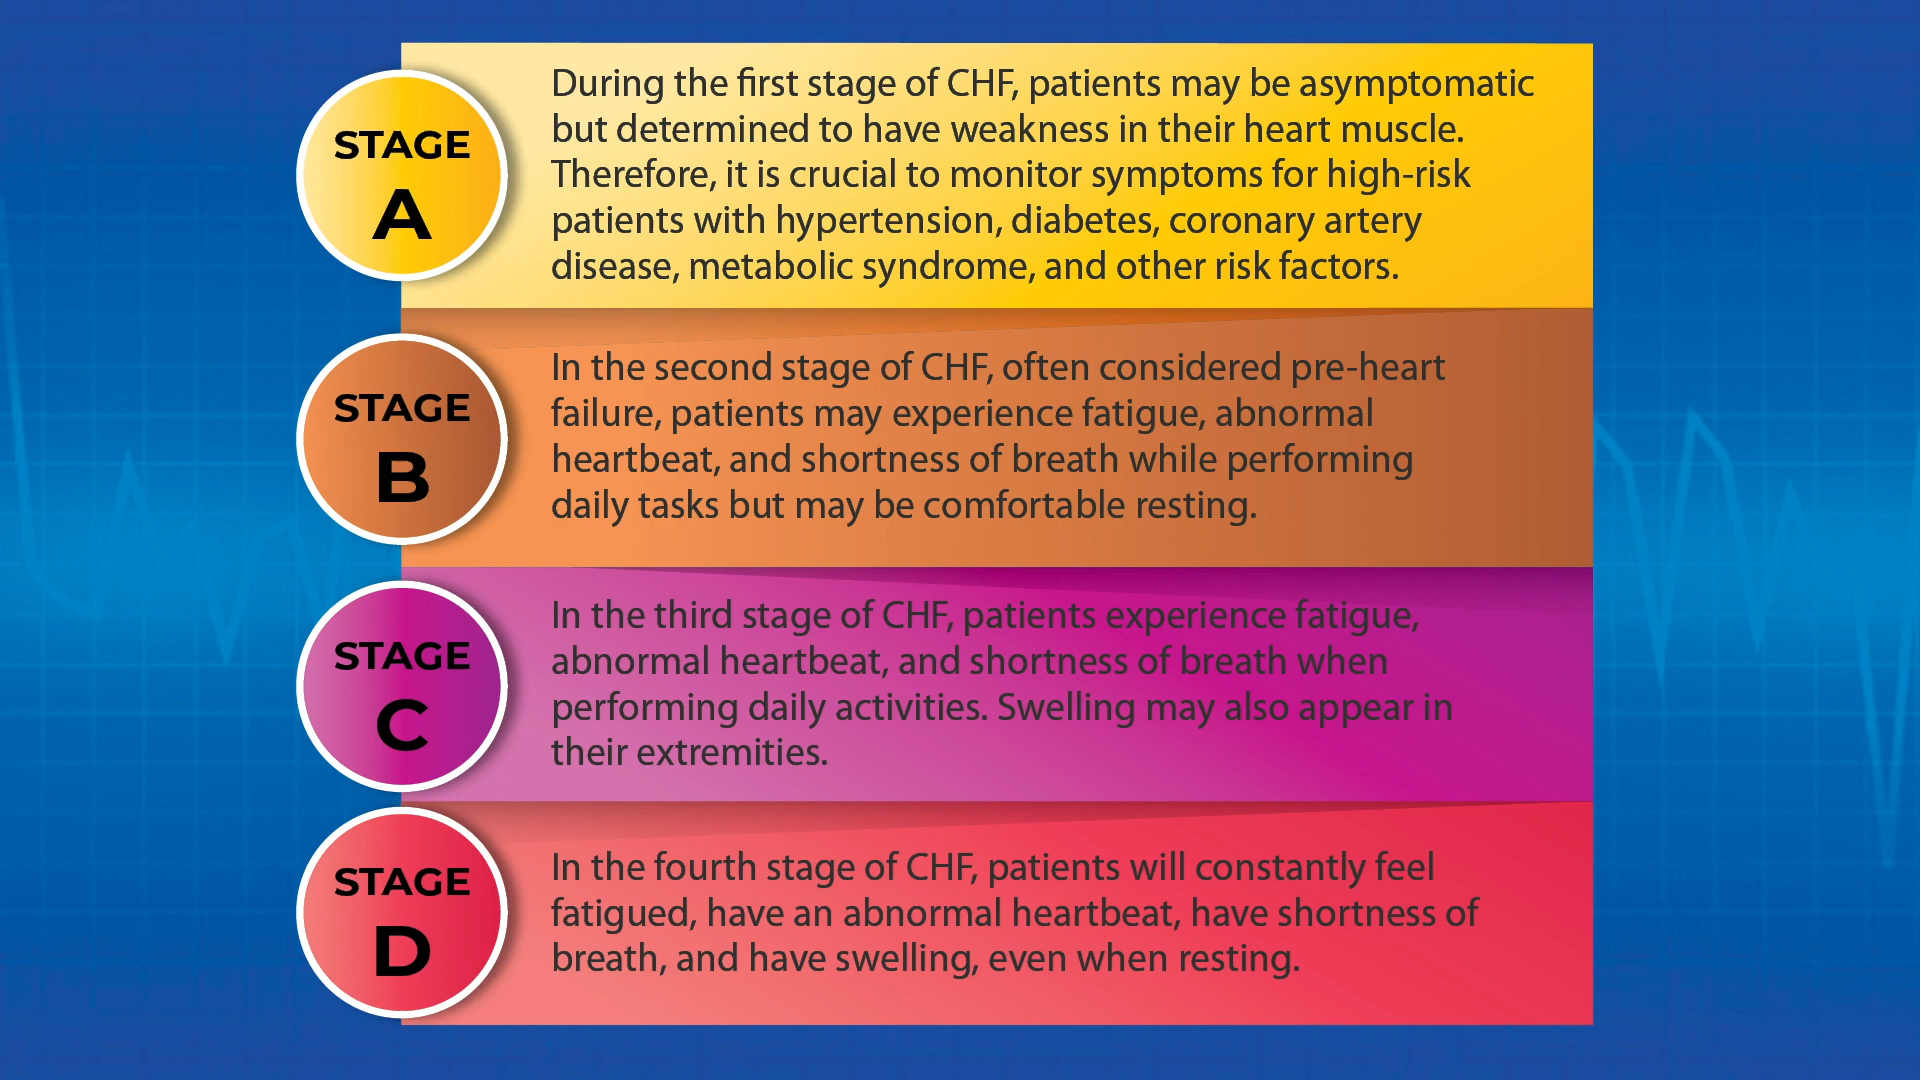 STAGE
A
During the first stage of CHF, patients may be asymptomatic
but determined to have weakness in their heart muscle.
Therefore, it is crucial to monitor symptoms for high-risk
patients with hypertension, diabetes, coronary artery
disease, metabolic syndrome, and other risk factors.
STAGE
B
In the second stage of CHF, often considered pre-heart
failure, patients may experience fatigue, abnormal
heartbeat, and shortness of breath while performing
daily tasks but may be comfortable resting.
STAGE
C
In the third stage of CHF, patients experience fatigue,
abnormal heartbeat, and shortness of breath when
performing daily activities. Swelling may also appear in
their extremities.
STAGE
D
In the fourth stage of CHF, patients will constantly feel
fatigued, have an abnormal heartbeat, have shortness of
breath, and have swelling, even when resting.